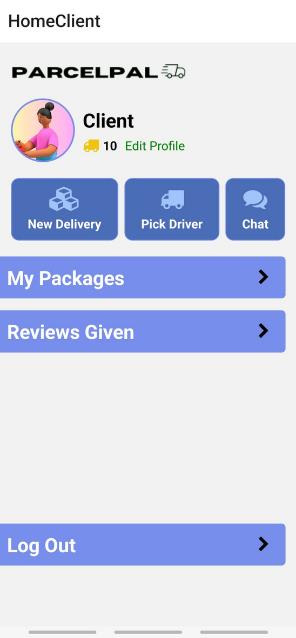 HomeClient
PARCELPAL
Client
10 Edit Profile
New Delivery
Pick Driver
Chat
My Packages
Reviews Given
Log Out